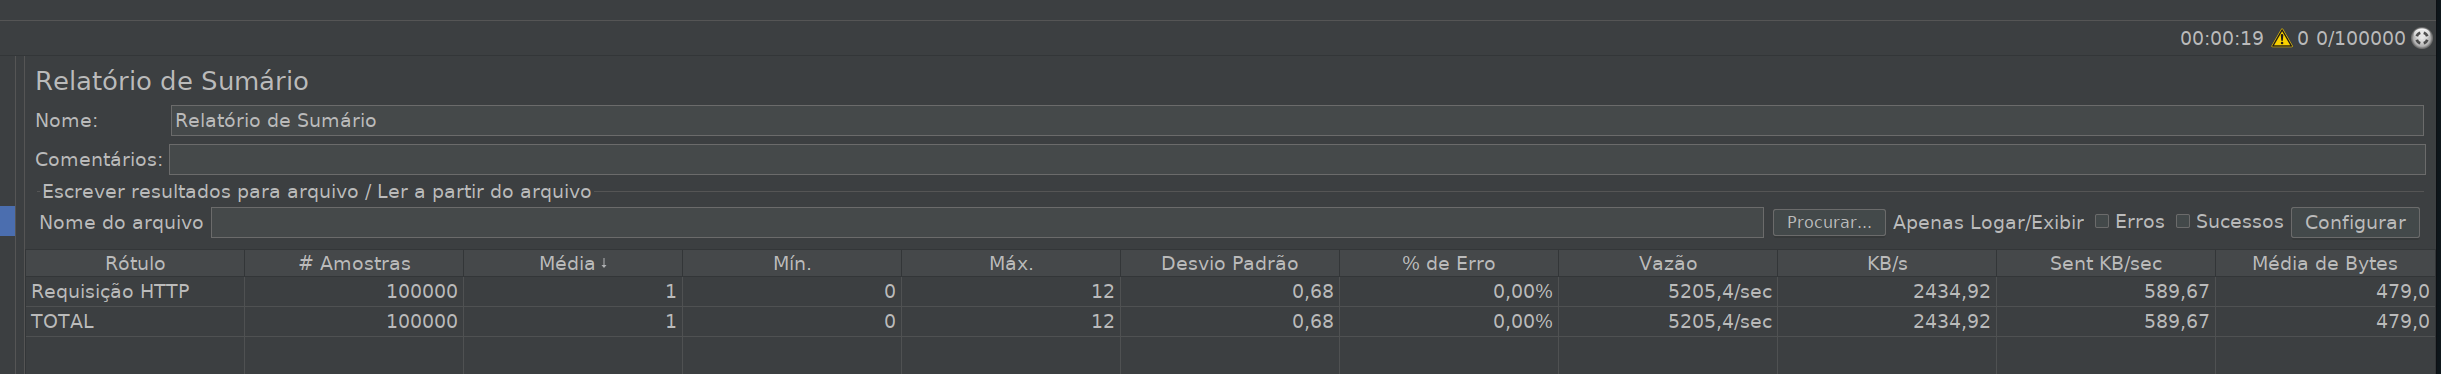 00:00:19 0 0/100000
Relatório de Sumário
Nome: Relatório de Sumário
Comentários:
Escrever resultados para arquivo / Ler a partir do arquivo
Nome do arquivo Procurar... Apenas Logar/Exibir Erros Sucessos Configurar
Rótulo # Amostras Média ↓ Mín. Máx. Desvio Padrão % de Erro Vazão KB/s Sent KB/sec Média de Bytes
Requisição HTTP 100000 1 0 12 0,68 0,00% 5205,4/sec 2434,92 589,67 479,0
TOTAL 100000 1 0 12 0,68 0,00% 5205,4/sec 2434,92 589,67 479,0